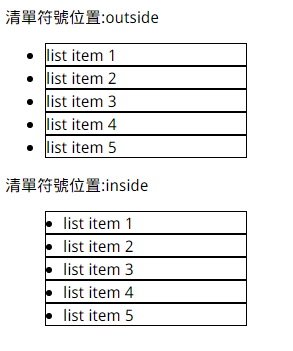 清單符號位置:outside
• list item 1
• list item 2
• list item 3
• list item 4
• list item 5
清單符號位置:inside
• list item 1
• list item 2
• list item 3
• list item 4
• list item 5